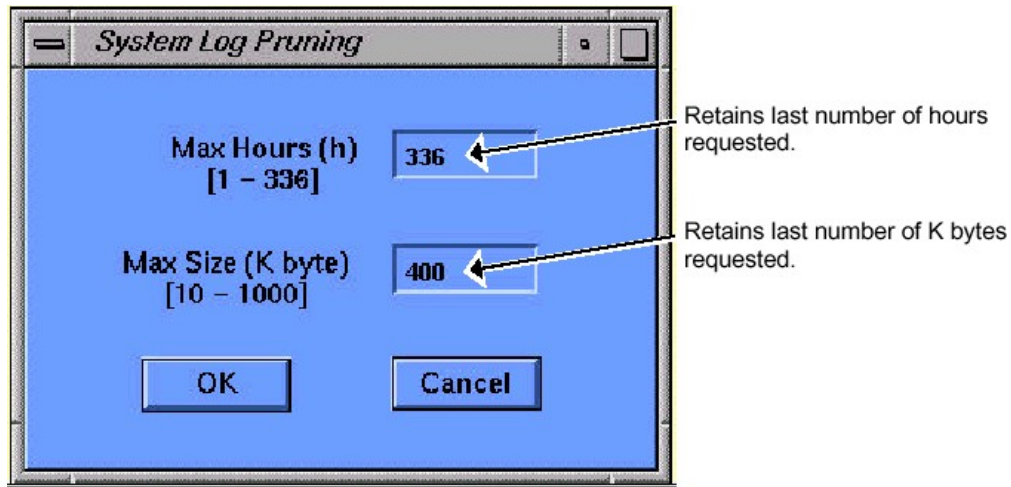 System Log Pruning
Max Hours (h)
[1 – 336]
336
Retains last number of hours
requested.
Max Size (K byte)
[10 – 1000]
400
Retains last number of K bytes
requested.
OK
Cancel